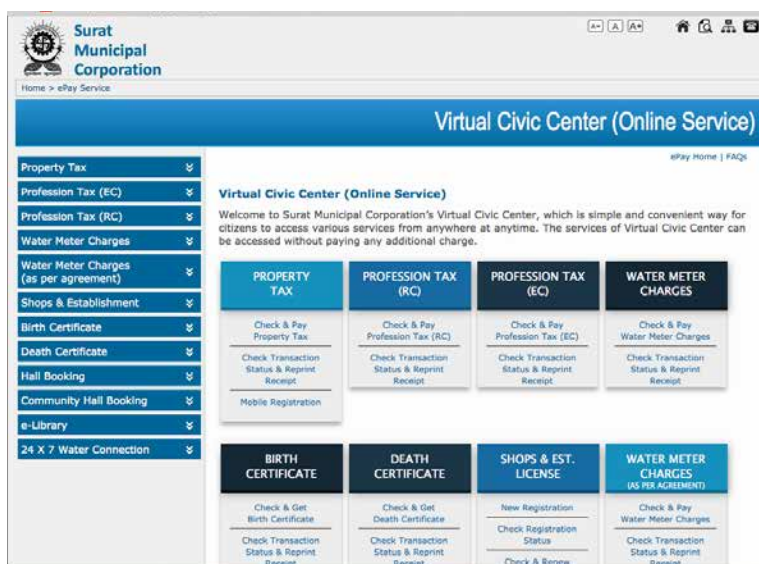 Surat
Municipal
Corporation
A- A A+
Home > ePay Service
Virtual Civic Center (Online Service)
ePay Home | FAQs
Property Tax
Profession Tax (EC)
Profession Tax (RC)
Water Meter Charges
Water Meter Charges
(as per agreement)
Shops & Establishment
Birth Certificate
Death Certificate
Hall Booking
Community Hall Booking
e-Library
24 X 7 Water Connection
Virtual Civic Center (Online Service)
Welcome to Surat Municipal Corporation's Virtual Civic Center, which is simple and convenient way for
citizens to access various services from anywhere at anytime. The services of Virtual Civic Center can
be accessed without paying any additional charge.
PROPERTY
TAX
Check & Pay
Property Tax
Check Transaction
Status & Reprint
Receipt
Mobile Registration
PROFESSION TAX
(RC)
Check & Pay
Profession Tax (RC)
Check Transaction
Status & Reprint
Receipt
PROFESSION TAX
(EC)
Check & Pay
Profession Tax (EC)
Check Transaction
Status & Reprint
Receipt
WATER METER
CHARGES
Check & Pay
Water Meter Charges
Check Transaction
Status & Reprint
Receipt
BIRTH
CERTIFICATE
Check & Get
Birth Certificate
Check Transaction
Status & Reprint
Receipt
DEATH
CERTIFICATE
Check & Get
Death Certificate
Check Transaction
Status & Reprint
Receipt
SHOPS & EST.
LICENSE
New Registration
Check Registration
Status
Check & Renew
WATER METER
CHARGES
(AS PER AGREEMENT)
Check & Pay
Water Meter Charges
Check Transaction
Status & Reprint
Receipt